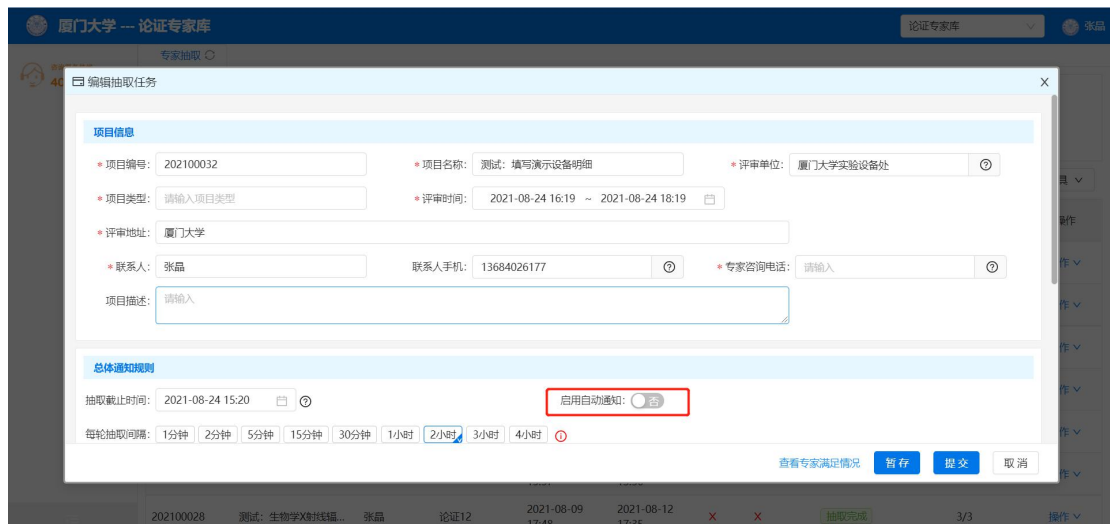 厦门大学 --- 论证专家库
论证专家库
张晶
专家抽取
40
编辑抽取任务
X
项目信息
* 项目编号: 202100032
* 项目名称: 测试：填写演示设备明细
* 评审单位: 厦门大学实验设备处
* 项目类型: 请输入项目类型
* 评审时间: 2021-08-24 16:19 ~ 2021-08-24 18:19
* 评审地址: 厦门大学
* 联系人: 张晶
联系人手机: 13684026177
* 专家咨询电话: 请输入
项目描述: 请输入
总体通知规则
抽取截止时间: 2021-08-24 15:20
启用自动通知: 否
每轮抽取间隔: 1分钟 2分钟 5分钟 15分钟 30分钟 1小时 2小时 3小时 4小时
查看专家满足情况 暂存 提交 取消
202100028 测试：生物学X射线辐... 张晶 论证12 2021-08-09 17:48 2021-08-12 17:35 X X 抽取完成 3/3 操作